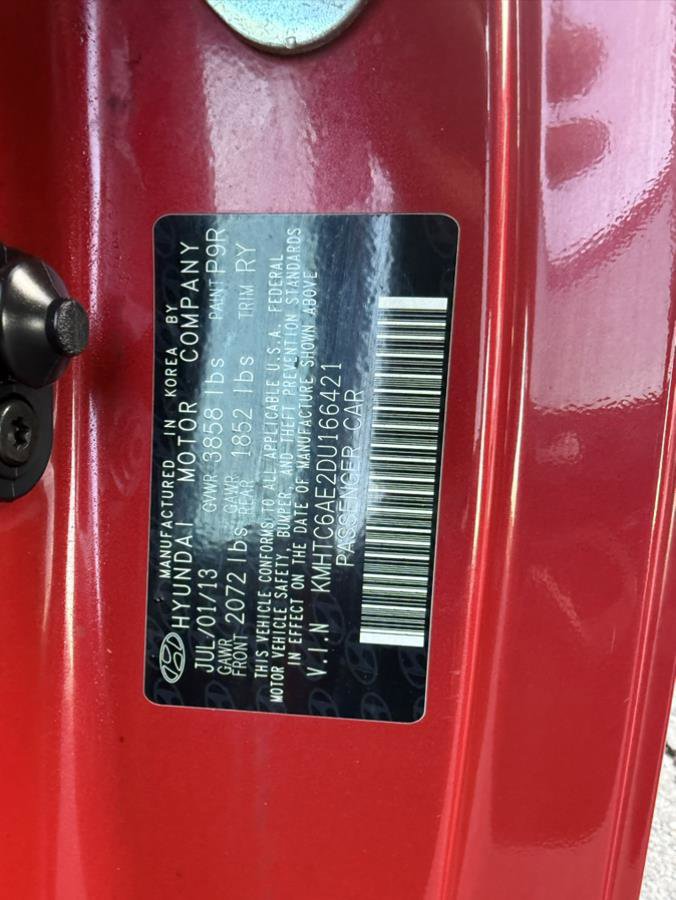 MANUFACTURED IN KOREA BY
HYUNDAI MOTOR COMPANY
JUL/01/13 GVWR 3858 lbs PAINT P9R
GAWR FRONT 2072 lbs GAWR REAR 1852 lbs TRIM RY
THIS VEHICLE CONFORMS TO ALL APPLICABLE U.S.A. FEDERAL
MOTOR VEHICLE SAFETY, BUMPER, AND THEFT PREVENTION STANDARDS
IN EFFECT ON THE DATE OF MANUFACTURE SHOWN ABOVE
V.I.N KMHTC6AE2DU166421
PASSENGER CAR